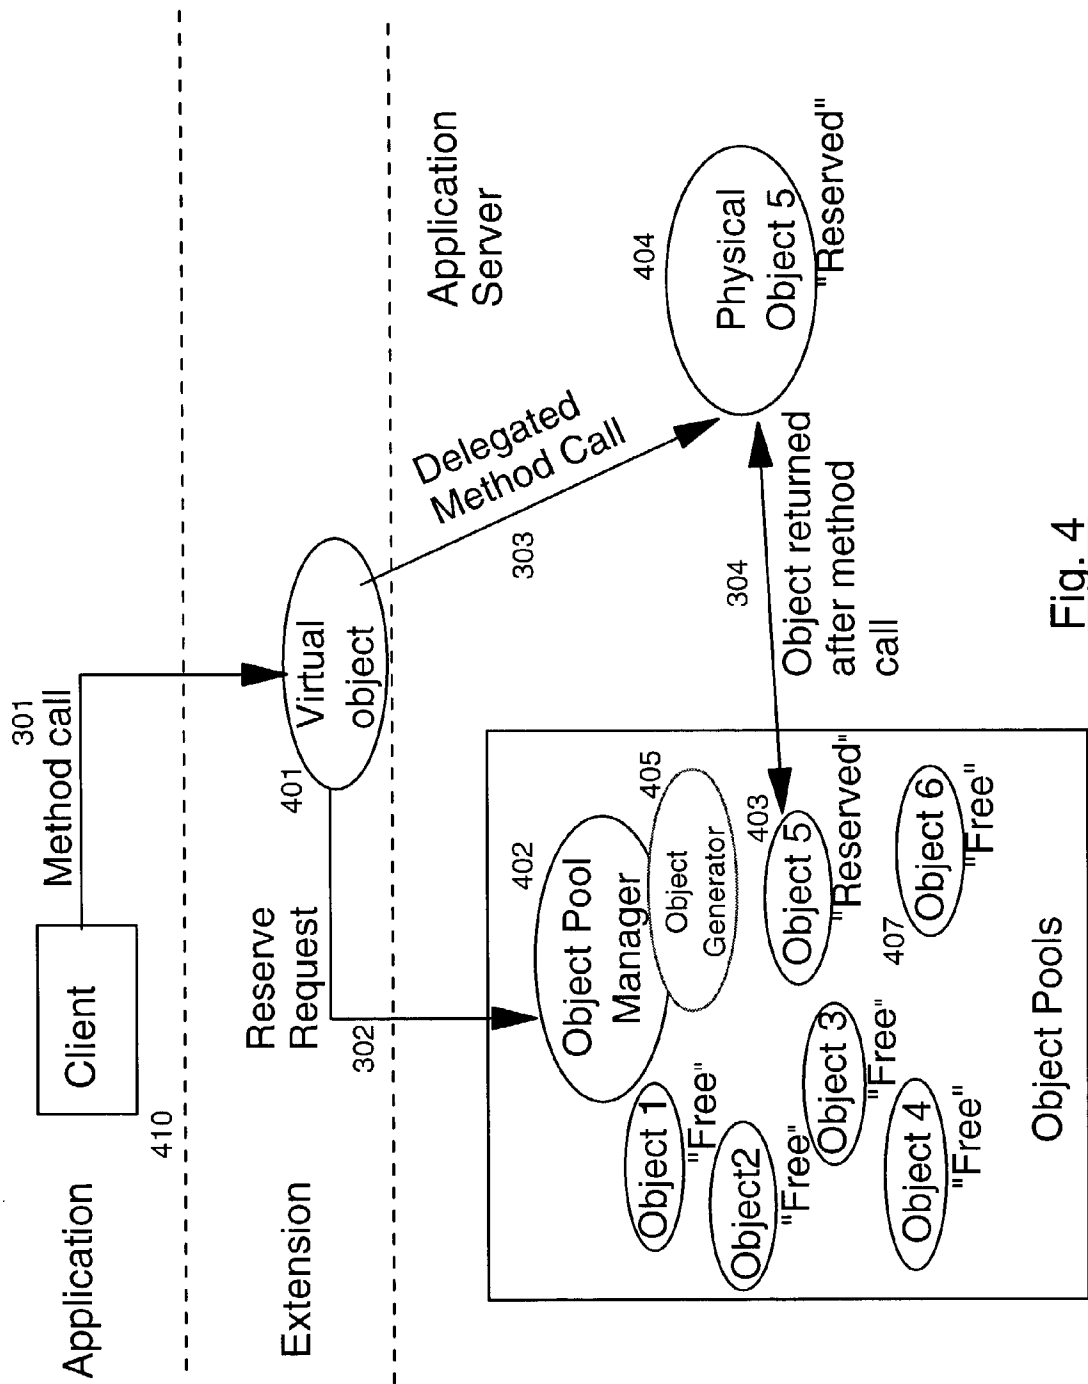 Application
410
Client
Method call
301
Extension
302
Reserve
Request
401
Virtual
object
Application
Server
303
Delegated
Method Call
402
Object Pool
Manager
405
Object
Generator
Object 1
"Free"
Object2
"Free"
Object 3
"Free"
Object 4
"Free"
403
Object 5
"Reserved"
407
Object 6
"Free"
Object Pools
304
Object returned
after method
call
404
Physical
Object 5
"Reserved"
Fig. 4